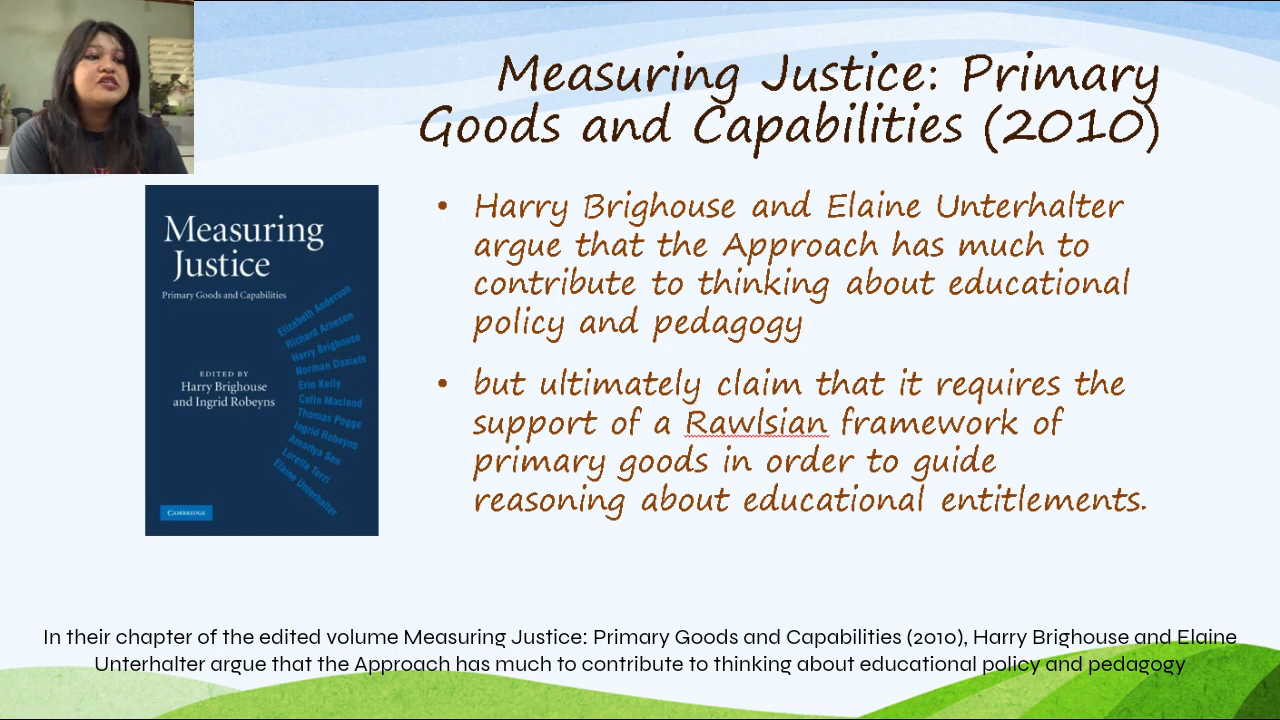 Measuring Justice: Primary
Goods and Capabilities (2010)
Measuring
Justice
Primary Goods and Capabilities
Elizabeth Anderson
Richard Arneson
Harry Brighouse
Norman Daniels
Erin Kelly
Colin Macleod
Thomas Pogge
Ingrid Robeyns
Amartya Sen
Lorella Terzi
Elaine Unterhalter
EDITED BY
Harry Brighouse
and Ingrid Robeyns
CAMBRIDGE
• Harry Brighouse and Elaine Unterhalter
argue that the Approach has much to
contribute to thinking about educational
policy and pedagogy
• but ultimately claim that it requires the
support of a Rawlsian framework of
primary goods in order to guide
reasoning about educational entitlements.
In their chapter of the edited volume Measuring Justice: Primary Goods and Capabilities (2010), Harry Brighouse and Elaine
Unterhalter argue that the Approach has much to contribute to thinking about educational policy and pedagogy